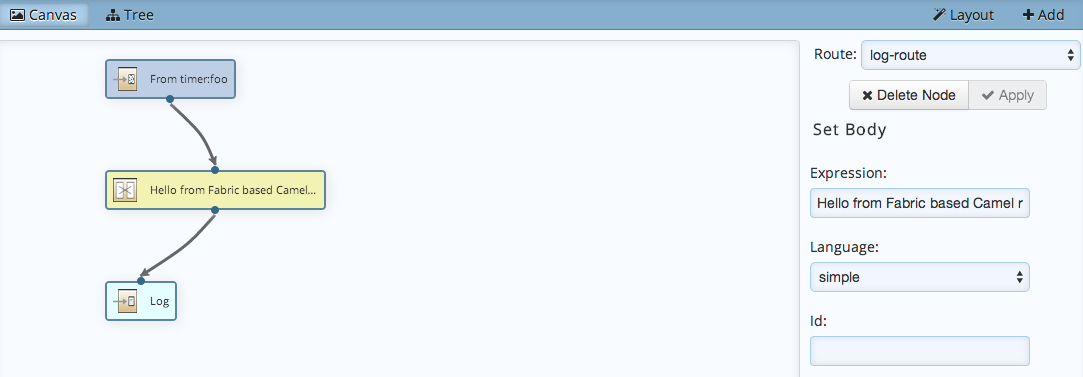 Canvas
Tree
Layout
Add
From timer:foo
Hello from Fabric based Camel...
Log
Route:
log-route
Delete Node
Apply
Set Body
Expression:
Hello from Fabric based Camel r
Language:
simple
Id: